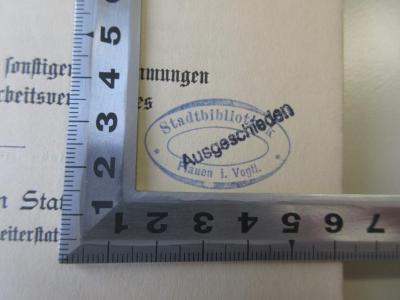 sonstigen mmungen
arbeitsver es
Stadtbibliothek
Ausgeschieden
Plauen i. Vogtl.
n Sta
eiterstat
5
4
3
2
1
1 2 3 4 5 6 7